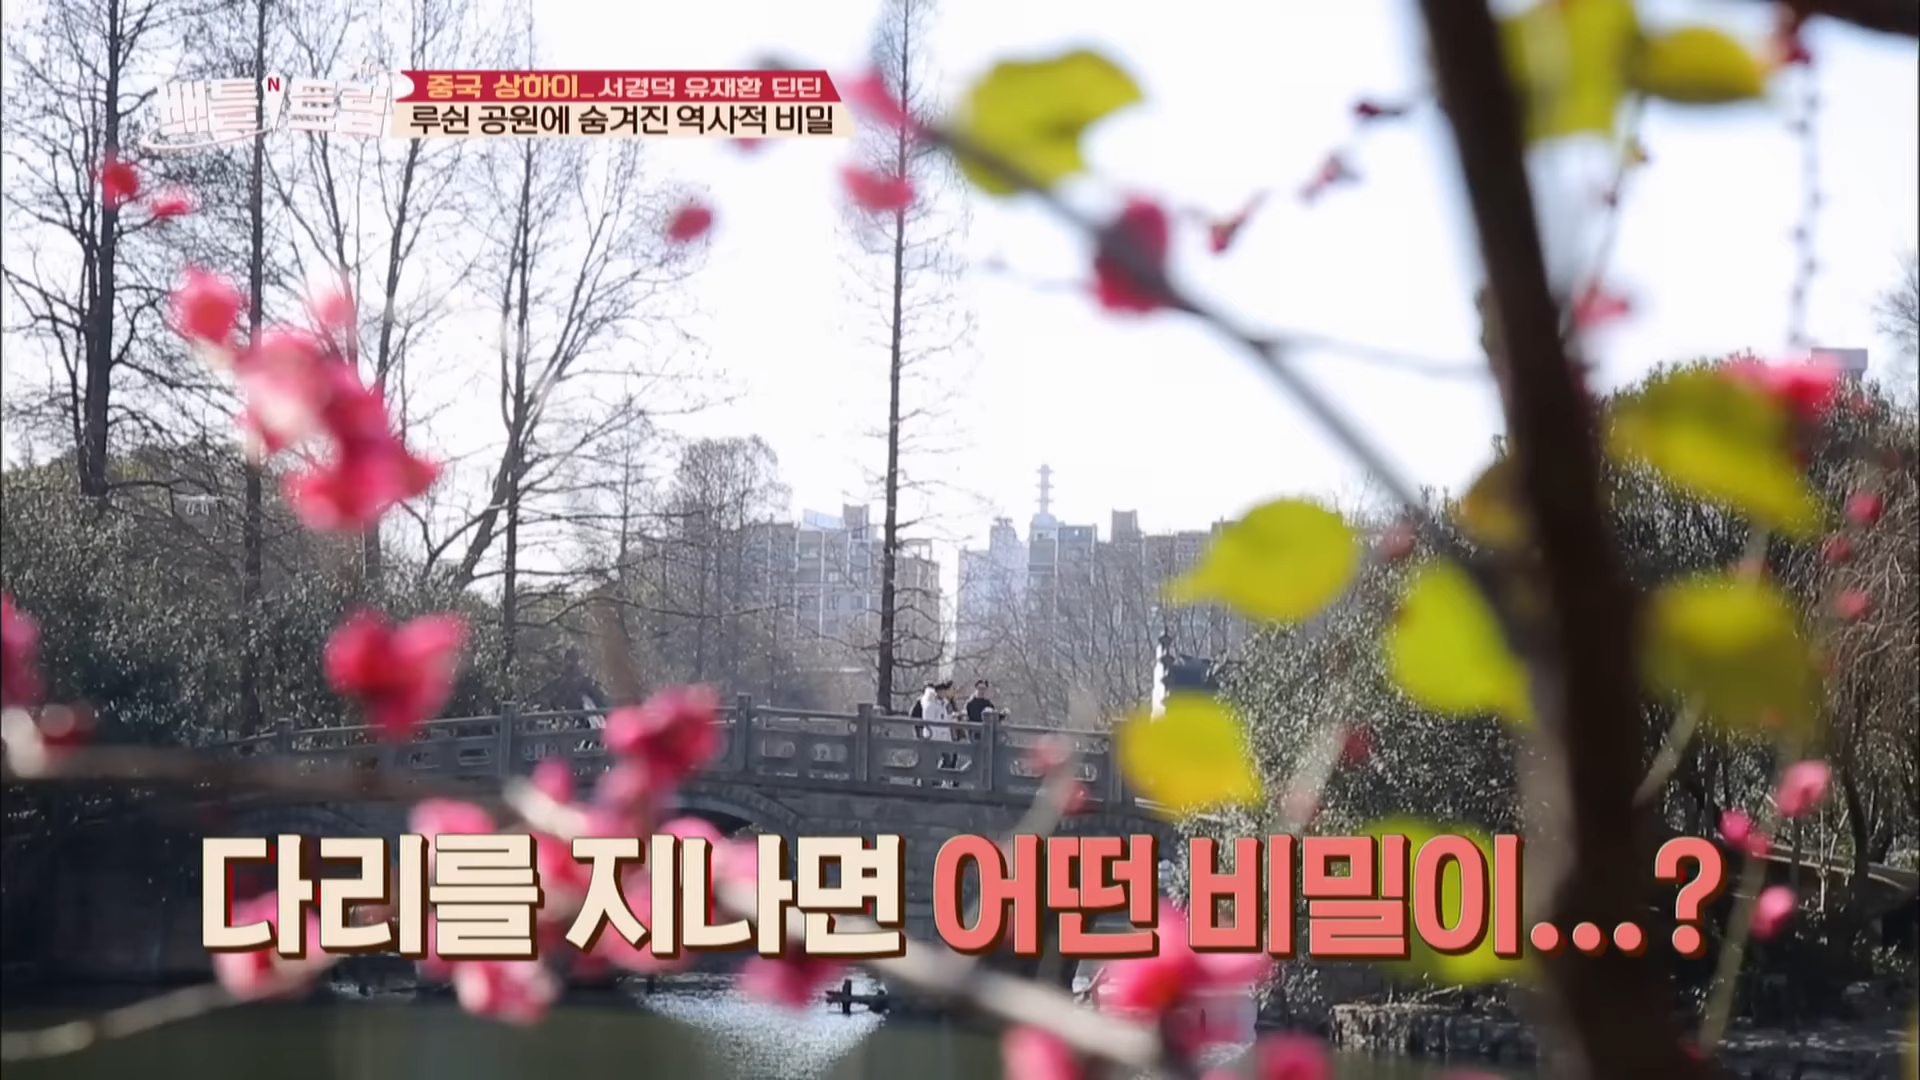 배틀트립
중국 상하이_서경덕 유재환 딘딘
루쉰 공원에 숨겨진 역사적 비밀
다리를 지나면 어떤 비밀이...?